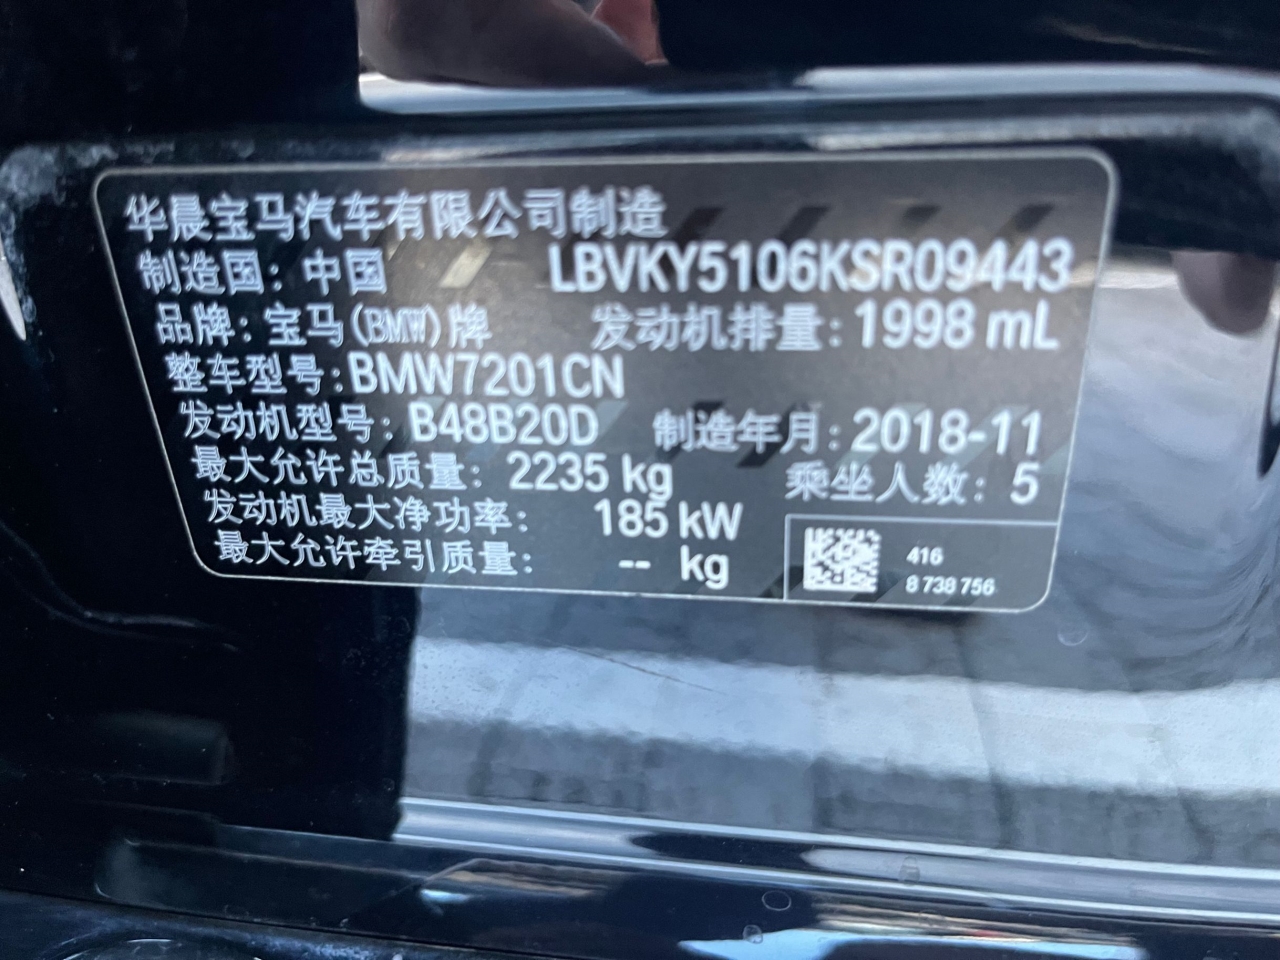 华晨宝马汽车有限公司制造
制造国：中国 LBVKY5106KSR09443
品牌：宝马(BMW)牌 发动机排量：1998 mL
整车型号：BMW7201CN
发动机型号：B48B20D 制造年月：2018-11
最大允许总质量：2235 kg 乘坐人数：5
发动机最大净功率：185 kW
最大允许牵引质量：-- kg
416
8 738 756